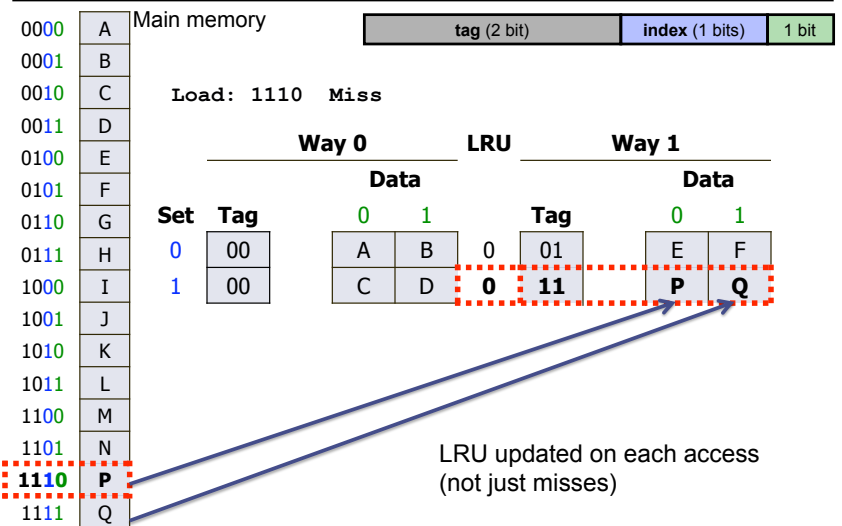 Main memory
tag (2 bit) index (1 bits) 1 bit
0000 A
0001 B
0010 C
0011 D
0100 E
0101 F
0110 G
0111 H
1000 I
1001 J
1010 K
1011 L
1100 M
1101 N
1110 P
1111 Q
Load: 1110 Miss
Way 0 LRU Way 1
Data Data
Set Tag 0 1 Tag 0 1
0 00 A B 0 01 E F
1 00 C D 0 11 P Q
LRU updated on each access
(not just misses)